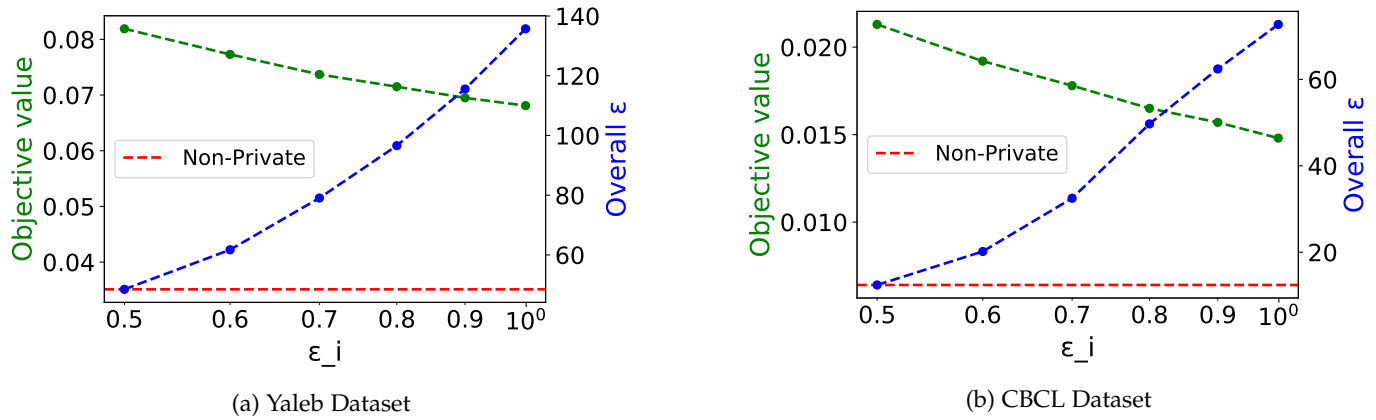 Objective value
0.08
0.07
0.06
0.05
0.04
Non-Private
140
120
100
80
60
Overall ε
0.5
0.6
0.7
0.8
0.9
10⁰
ε_i
(a) Yaleb Dataset
Objective value
0.020
0.015
0.010
Non-Private
60
40
20
Overall ε
0.5
0.6
0.7
0.8
0.9
10⁰
ε_i
(b) CBCL Dataset